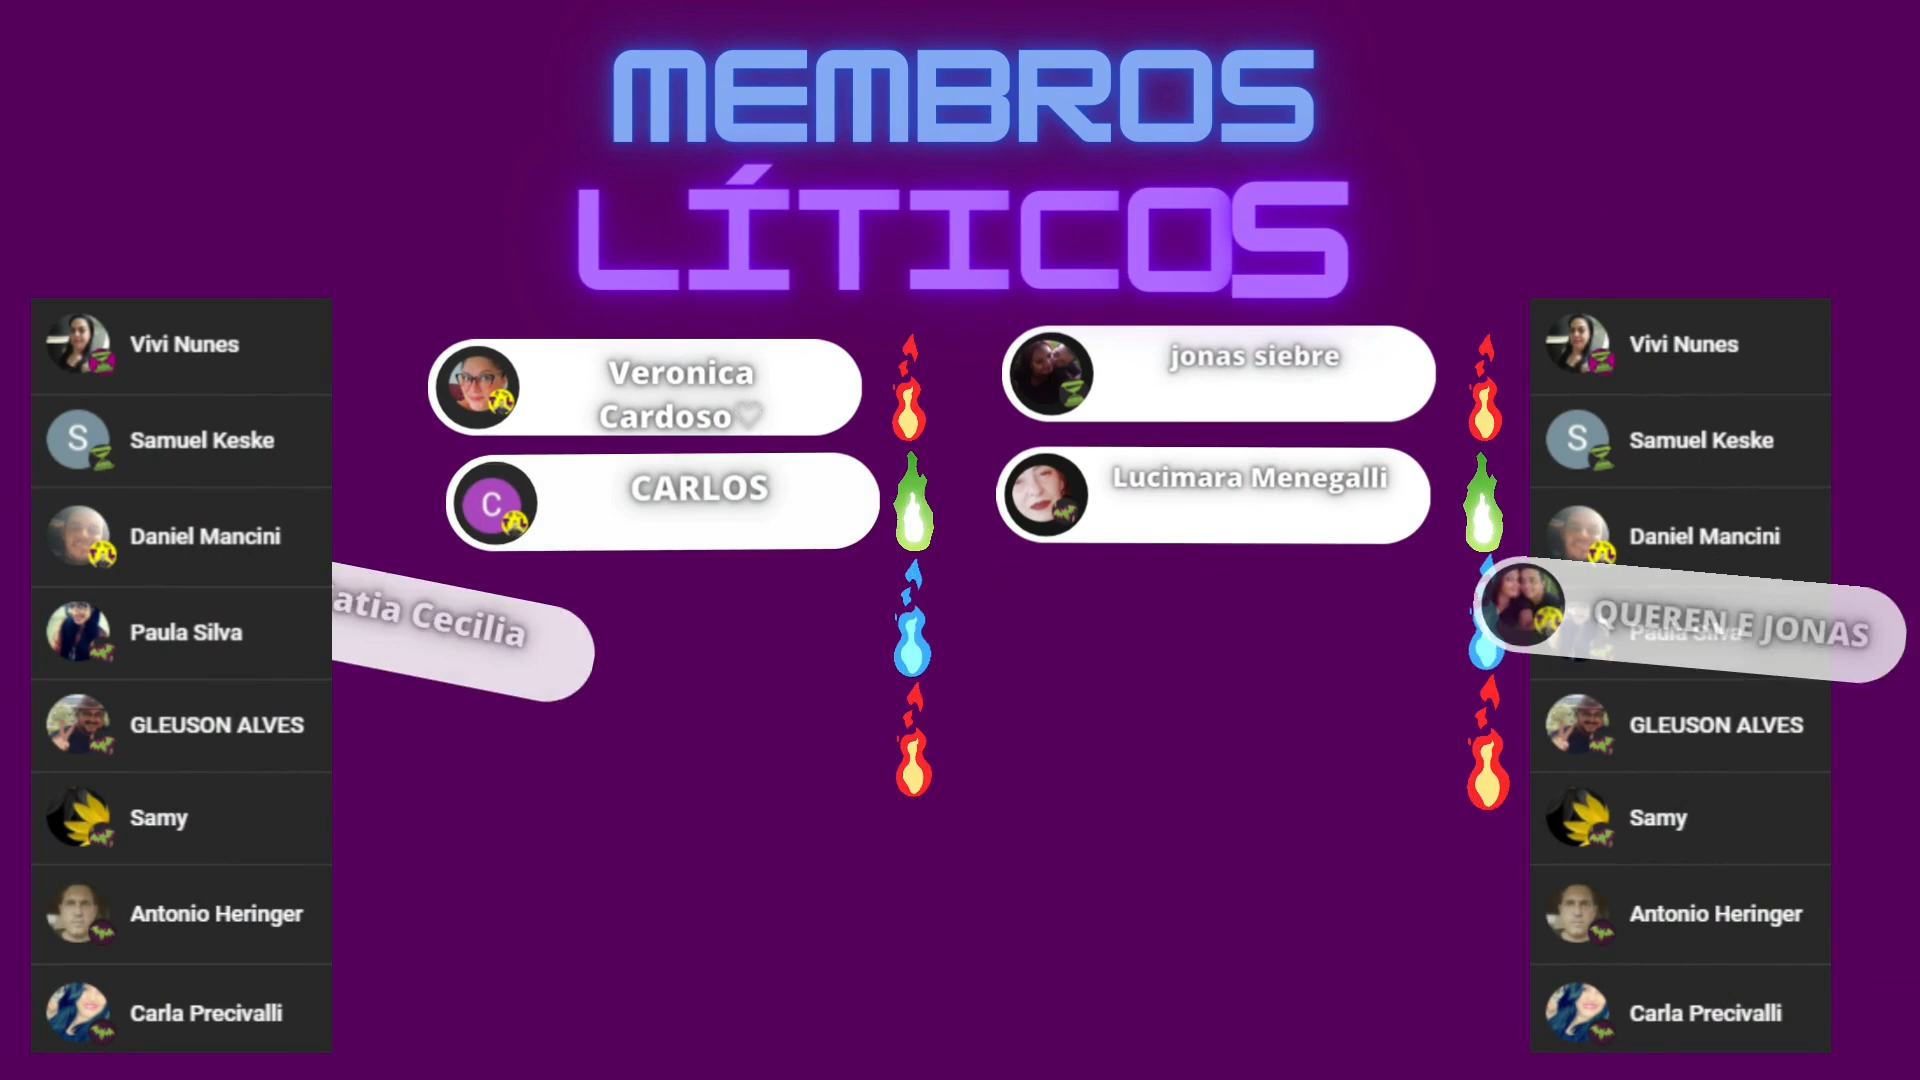 MEMBROS
LÍTICOS
Vivi Nunes
Samuel Keske
Daniel Mancini
Paula Silva
GLEUSON ALVES
Samy
Antonio Heringer
Carla Precivalli
Veronica
Cardoso♡
C CARLOS
atia Cecilia
jonas siebre
Lucimara Menegalli
Vivi Nunes
S Samuel Keske
Daniel Mancini
QUEREN E JONAS
Paula Silva
GLEUSON ALVES
Samy
Antonio Heringer
Carla Precivalli